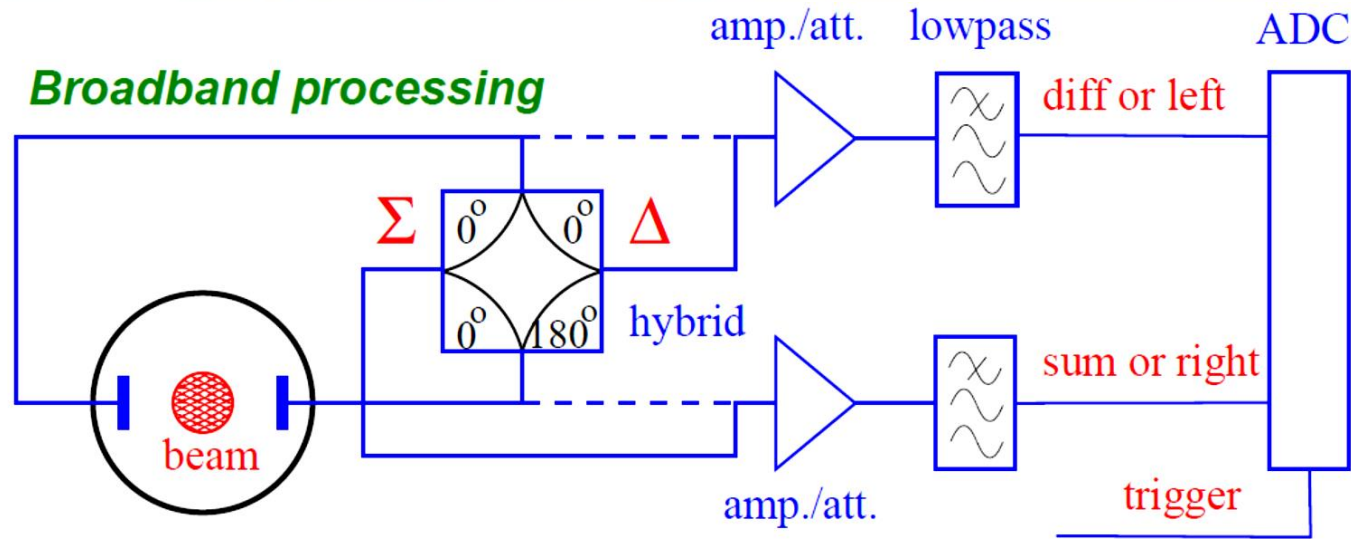 amp./att.
lowpass
ADC
Broadband processing
diff or left
Σ
0°
0°
Δ
0°
180°
hybrid
sum or right
beam
trigger
amp./att.